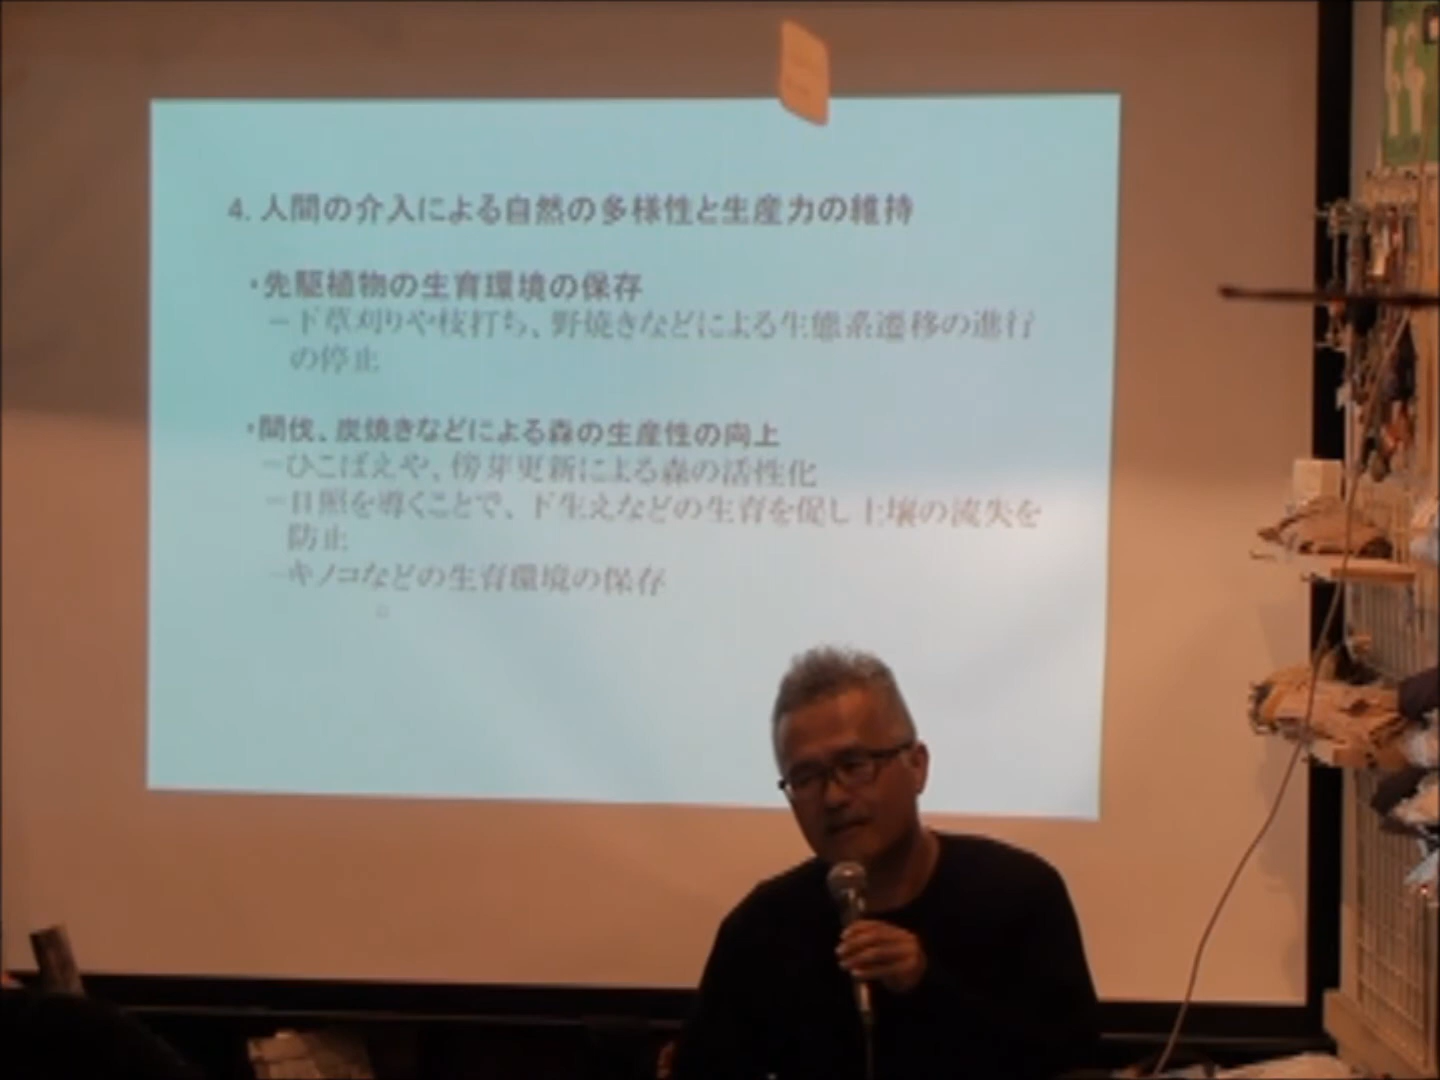 4. 人間の介入による自然の多様性と生産力の維持
・先駆植物の生育環境の保存
－下草刈りや枝打ち、野焼きなどによる生態系遷移の進行
の停止
・間伐、炭焼きなどによる森の生産性の向上
－ひこばえや、傍芽更新による森の活性化
－日照を導くことで、下生えなどの生育を促し土壌の流失を
防止
－キノコなどの生育環境の保存